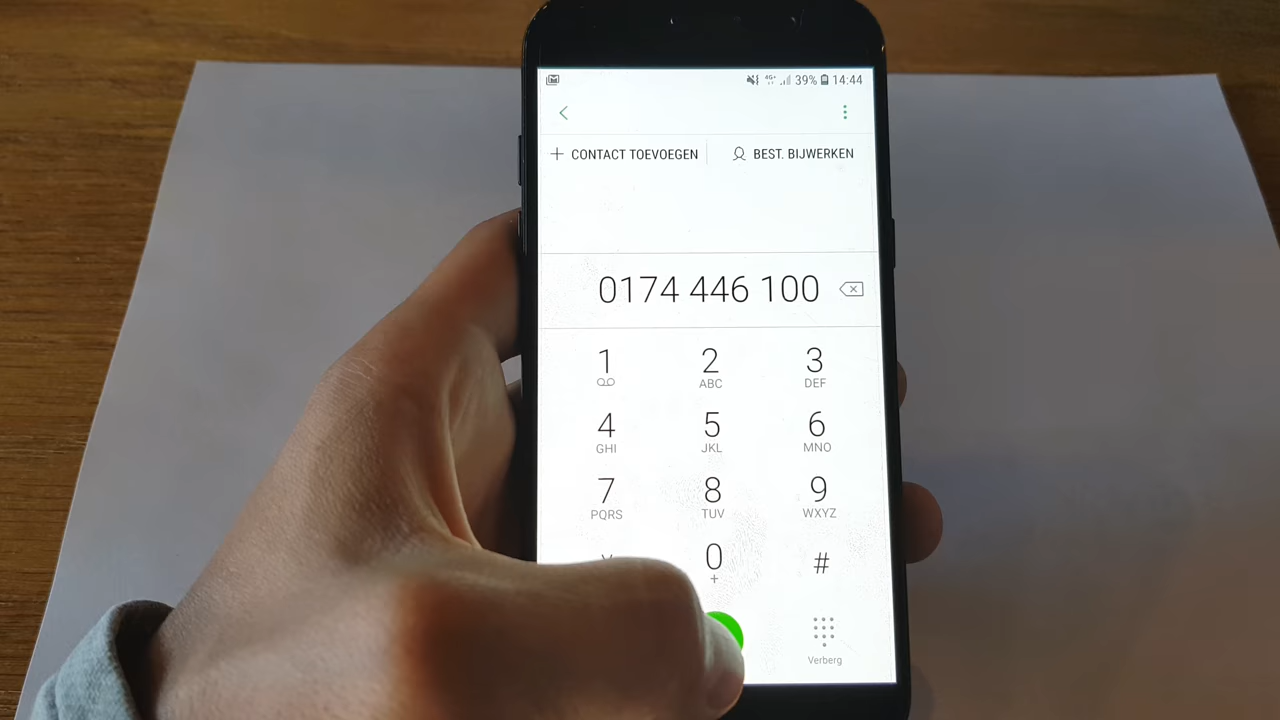 4G+ 39% 14:44
CONTACT TOEVOEGEN BEST. BIJWERKEN
0174 446 100
1 2 3
ABC DEF
4 5 6
GHI JKL MNO
7 8 9
PQRS TUV WXYZ
0 #
+
Verberg